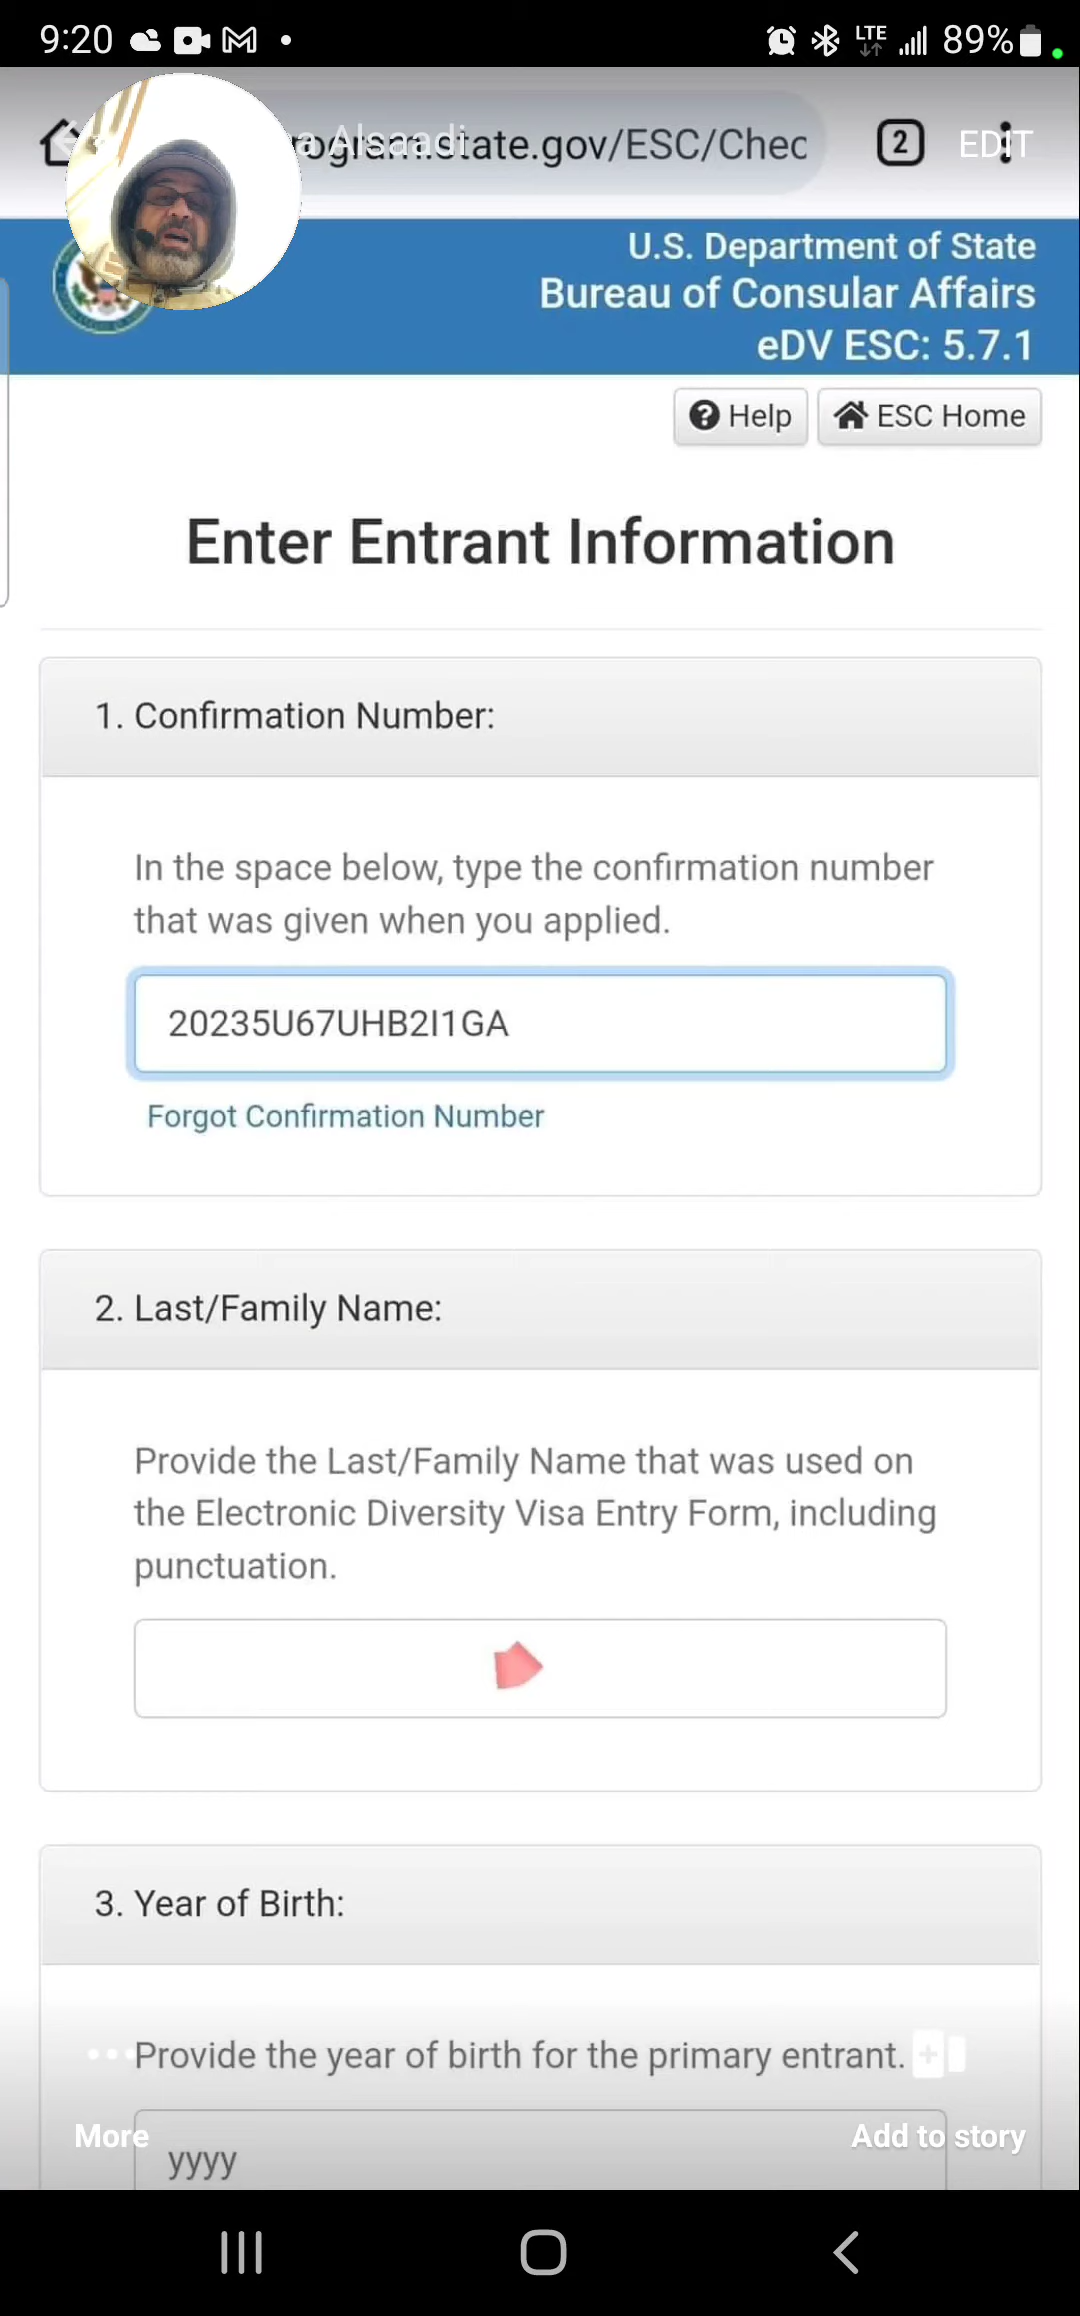 9:20
LTE
89%
a Alsaadi
ogram.state.gov/ESC/Chec
2
EDIT
U.S. Department of State
Bureau of Consular Affairs
eDV ESC: 5.7.1
Help
ESC Home
Enter Entrant Information
1. Confirmation Number:
In the space below, type the confirmation number
that was given when you applied.
20235U67UHB2I1GA
Forgot Confirmation Number
2. Last/Family Name:
Provide the Last/Family Name that was used on
the Electronic Diversity Visa Entry Form, including
punctuation.
3. Year of Birth:
Provide the year of birth for the primary entrant.
More
Add to story
yyyy